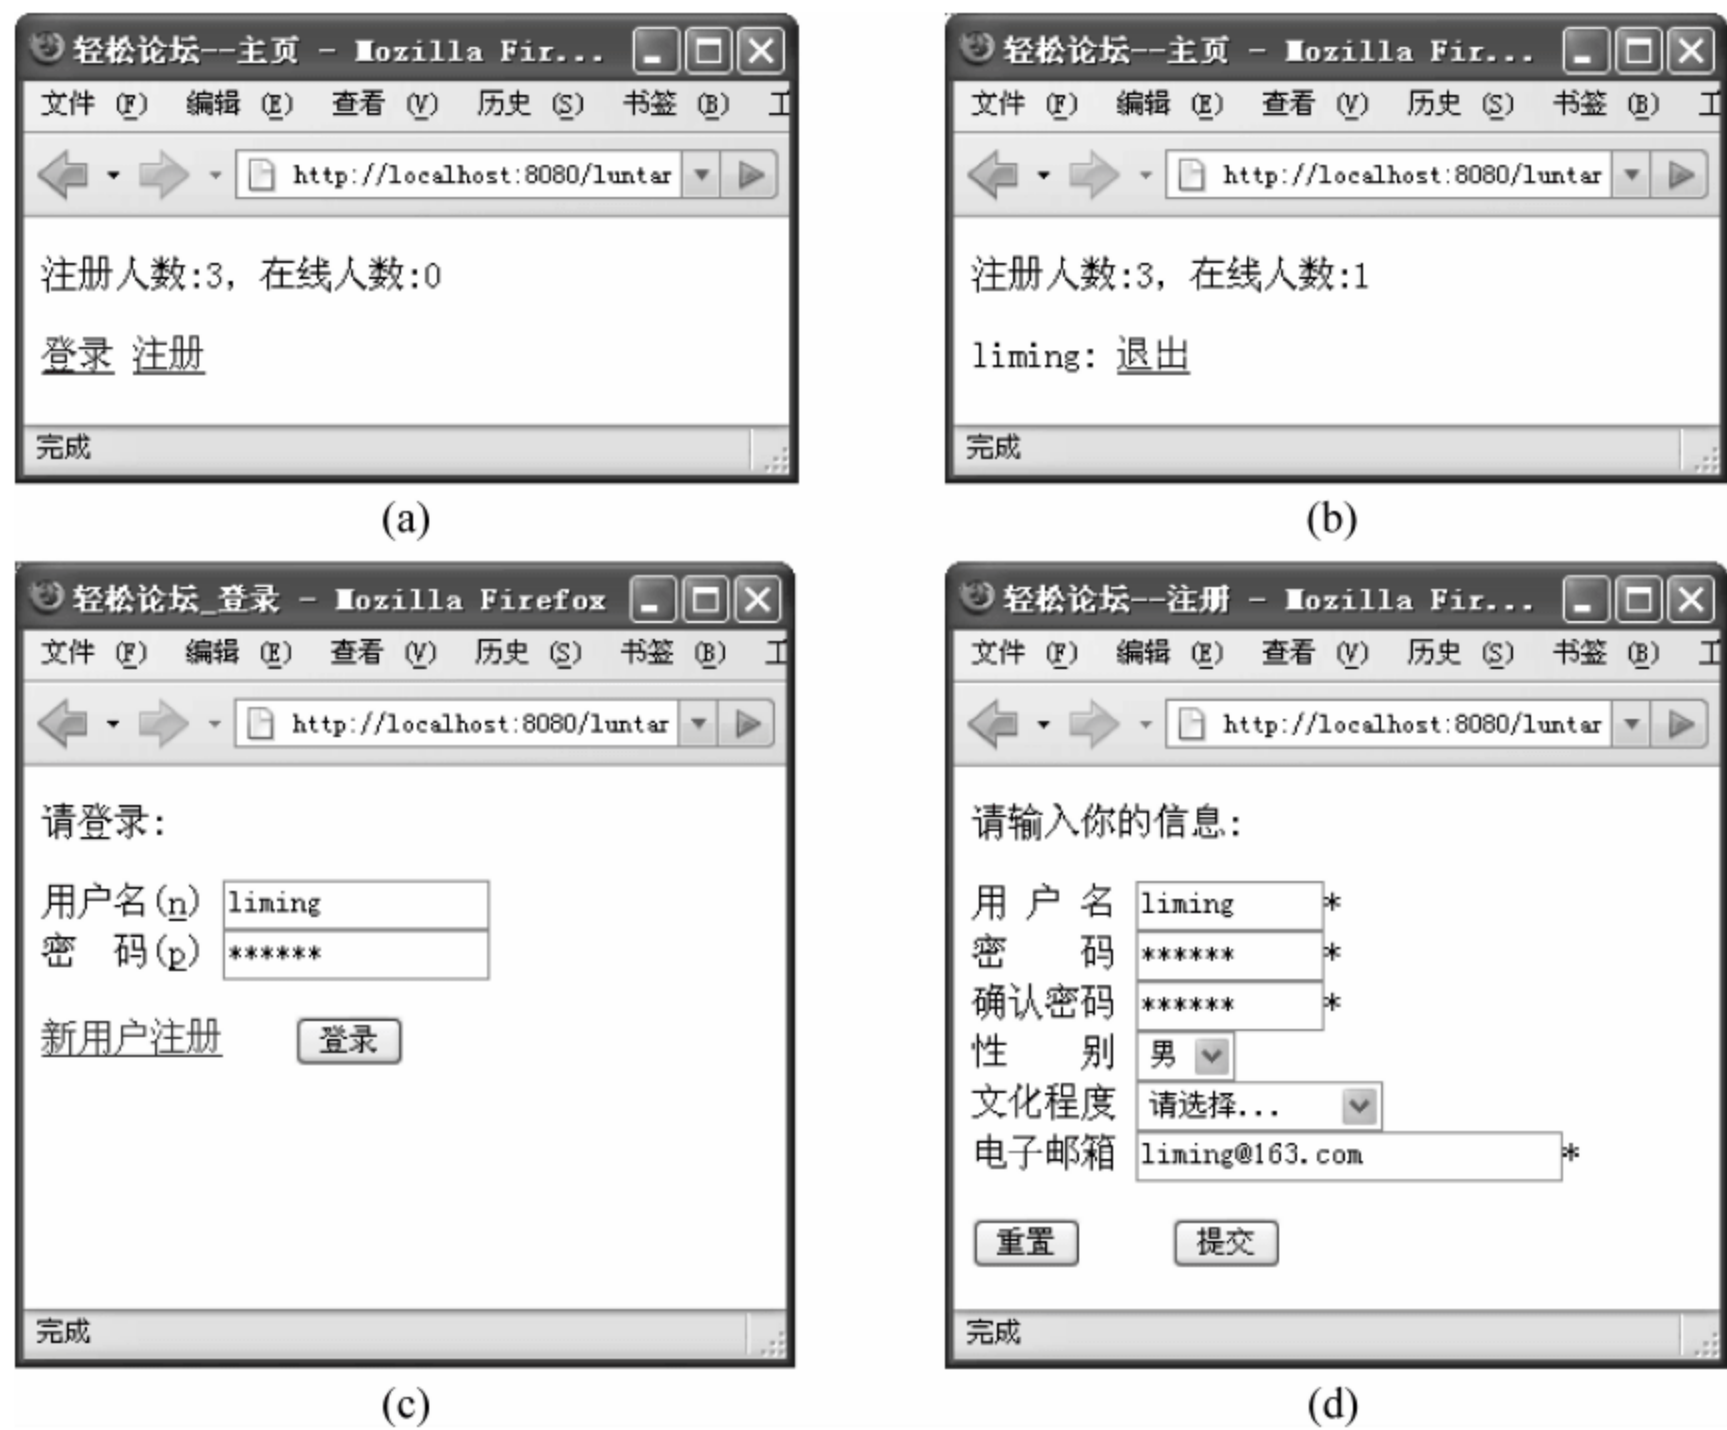 轻松论坛--主页 - Mozilla Fir...
文件 (F) 编辑 (E) 查看 (V) 历史 (S) 书签 (B)
http://localhost:8080/luntar
注册人数:3, 在线人数:0
登录 注册
完成
(a)
轻松论坛--主页 - Mozilla Fir...
文件 (F) 编辑 (E) 查看 (V) 历史 (S) 书签 (B)
http://localhost:8080/luntar
注册人数:3, 在线人数:1
liming: 退出
完成
(b)
轻松论坛_登录 - Mozilla Firefox
文件 (F) 编辑 (E) 查看 (V) 历史 (S) 书签 (B)
http://localhost:8080/luntar
请登录:
用户名(n) liming
密 码(p) ******
新用户注册 登录
完成
(c)
轻松论坛--注册 - Mozilla Fir...
文件 (F) 编辑 (E) 查看 (V) 历史 (S) 书签 (B)
http://localhost:8080/luntar
请输入你的信息:
用 户 名 liming*
密 码 *******
确认密码 *******
性 别 男
文化程度 请选择...
电子邮箱 liming@163.com*
重置 提交
完成
(d)